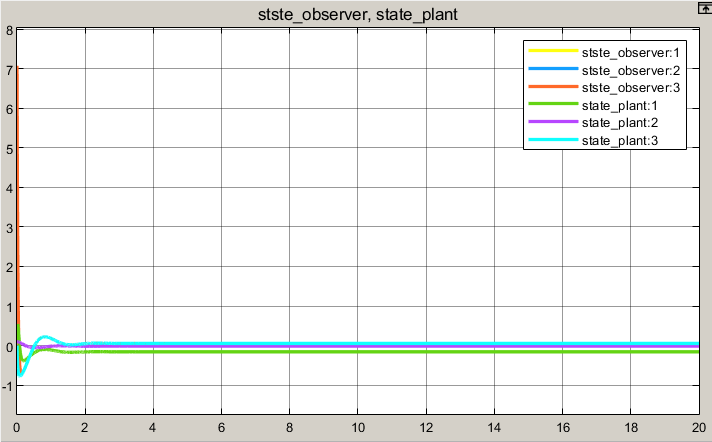 stste_observer, state_plant
8
7
6
5
4
3
2
1
0
-1
0 2 4 6 8 10 12 14 16 18 20
stste_observer:1
stste_observer:2
stste_observer:3
state_plant:1
state_plant:2
state_plant:3